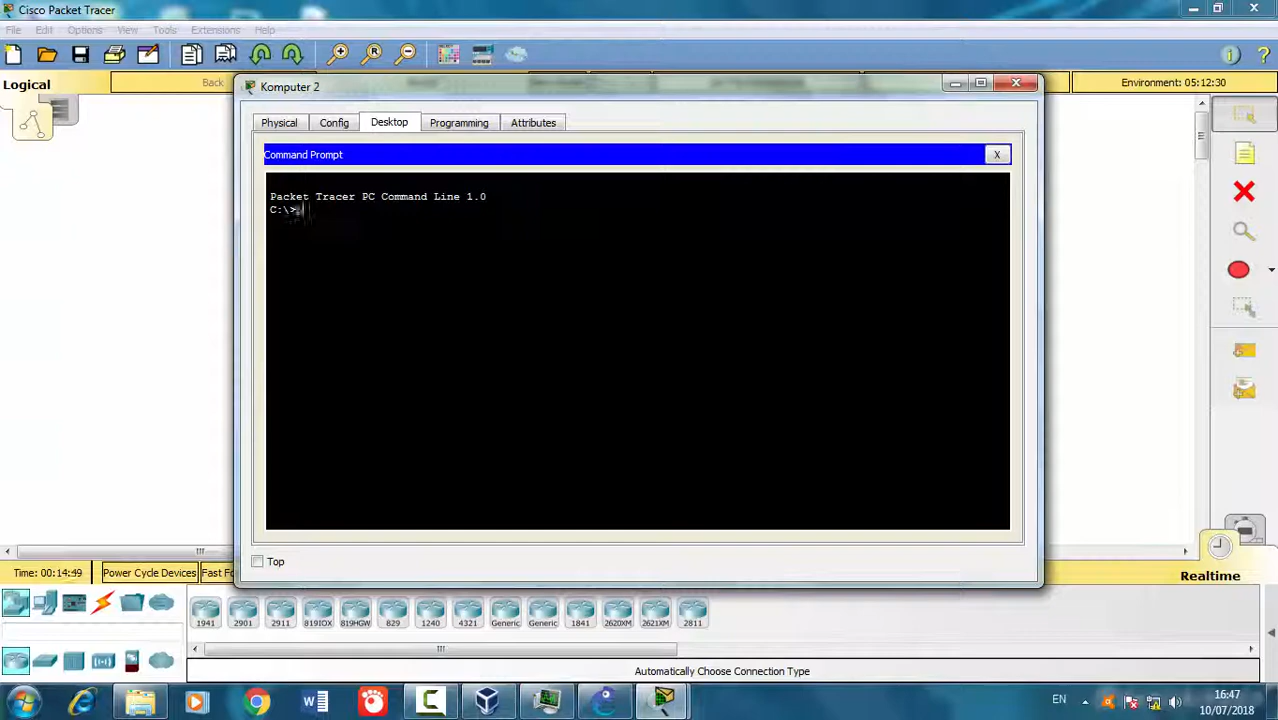 Cisco Packet Tracer
File Edit Options View Tools Extensions Help
Logical
Back
Environment: 05:12:30
Komputer 2
Physical Config Desktop Programming Attributes
Command Prompt
X
Packet Tracer PC Command Line 1.0
C:\>
Top
Time: 00:14:49 Power Cycle Devices Fast Fo
Realtime
1941 2901 2911 819IOX 819HGW 829 1240 4321 Generic Generic 1841 2620XM 2621XM 2811
Automatically Choose Connection Type
EN
16:47
10/07/2018